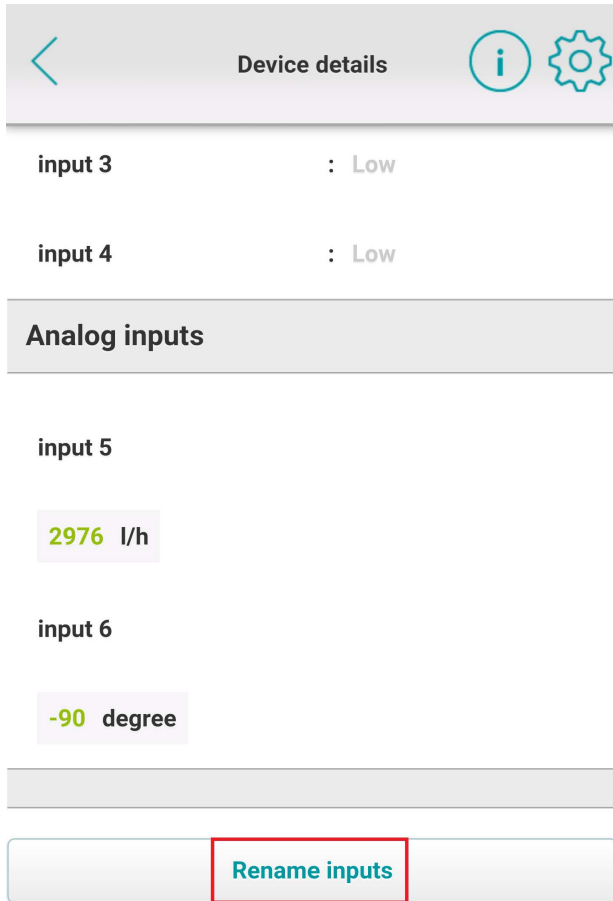 Device details
i
input 3 : Low
input 4 : Low
Analog inputs
input 5
2976 l/h
input 6
-90 degree
Rename inputs